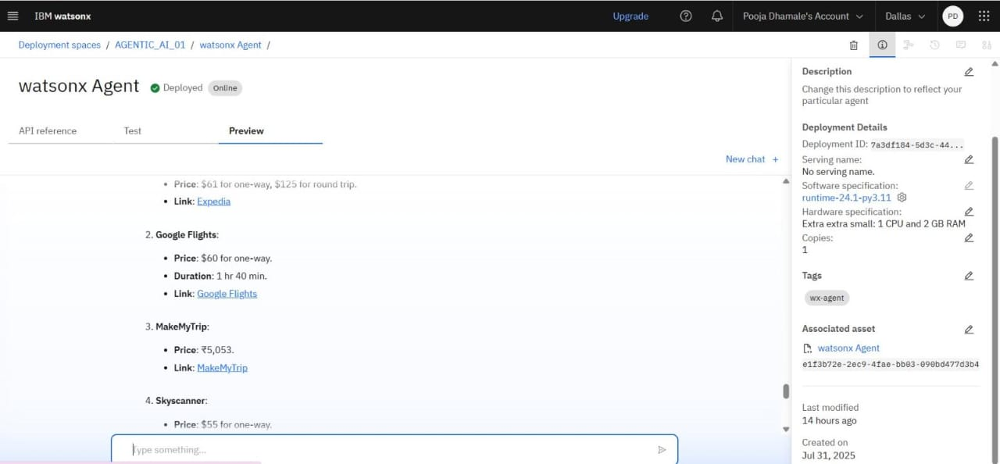 IBM watsonx
Upgrade
Pooja Dhamale's Account
Dallas
PD
Deployment spaces / AGENTIC_AI_01 / watsonx Agent /
watsonx Agent
Deployed
Online
API reference
Test
Preview
New chat +
• Price: $61 for one-way, $125 for round trip.
• Link: Expedia
2. Google Flights:
• Price: $60 for one-way.
• Duration: 1 hr 40 min.
• Link: Google Flights
3. MakeMyTrip:
• Price: ₹5,053.
• Link: MakeMyTrip
4. Skyscanner:
• Price: $55 for one-way.
Type something...
Description
Change this description to reflect your
particular agent
Deployment Details
Deployment ID: 7a3df184-5d3c-44...
Serving name:
No serving name.
Software specification:
runtime-24.1-py3.11
Hardware specification:
Extra extra small: 1 CPU and 2 GB RAM
Copies:
1
Tags
wx-agent
Associated asset
watsonx Agent
e1f3b72e-2ec9-4fae-bb03-090bd477d3b4
Last modified
14 hours ago
Created on
Jul 31, 2025